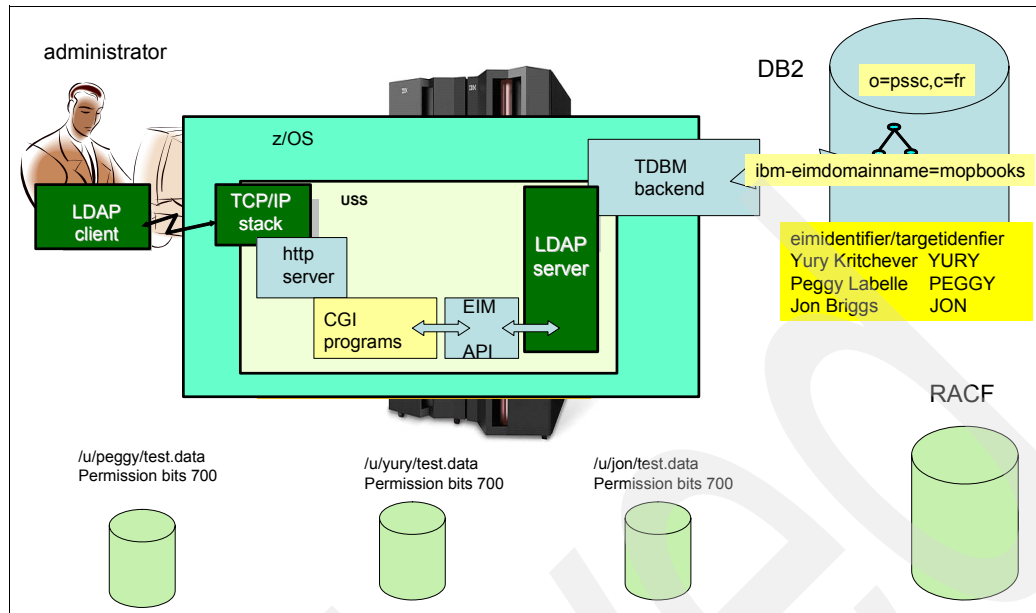 administrator
DB2
o=pssc,c=fr
z/OS
TDBM
backend
ibm-eimdomainname=mopbooks
LDAP
client
TCP/IP
stack
uss
http
server
LDAP
server
CGI
programs
EIM
API
eimidentifier/targetidenfier
Yury Kritchever YURY
Peggy Labelle PEGGY
Jon Briggs JON
RACF
/u/peggy/test.data
Permission bits 700
/u/yury/test.data
Permission bits 700
/u/jon/test.data
Permission bits 700